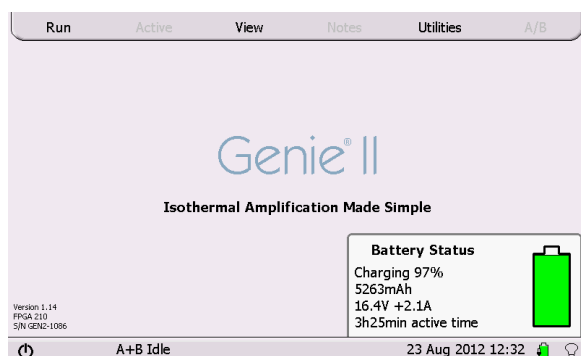 Run Active View Notes Utilities A/B
Genie® II
Isothermal Amplification Made Simple
Battery Status
Charging 97%
5263mAh
16.4V +2.1A
3h25min active time
Version 1.14
FPGA 210
S/N GEN2-1086
A+B Idle 23 Aug 2012 12:32